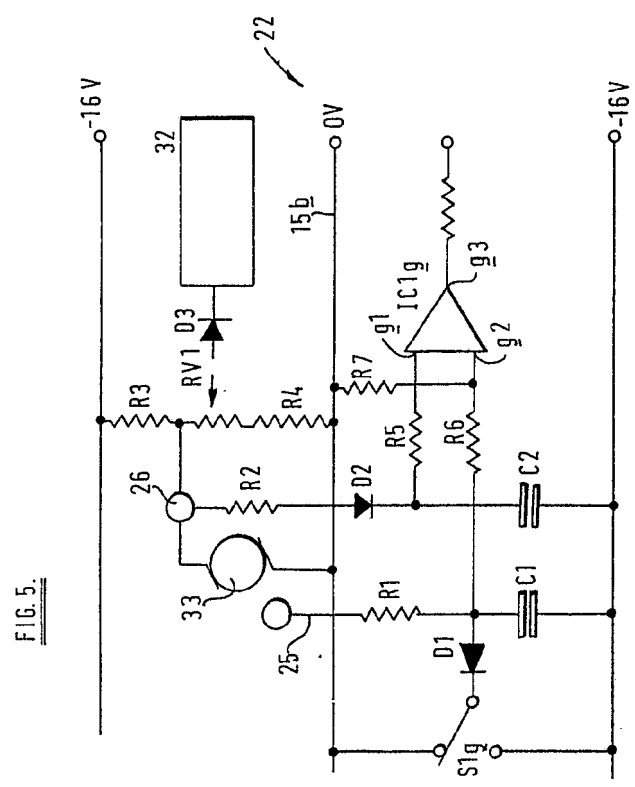 22
-16V
32
D3
RV1
R3
R4
0V
15b
26
R2
33
25
R1
D2
R5
R7
R6
g1
IC1g
g3
g2
D1
S1g
C1
C2
-16V
FIG.5.